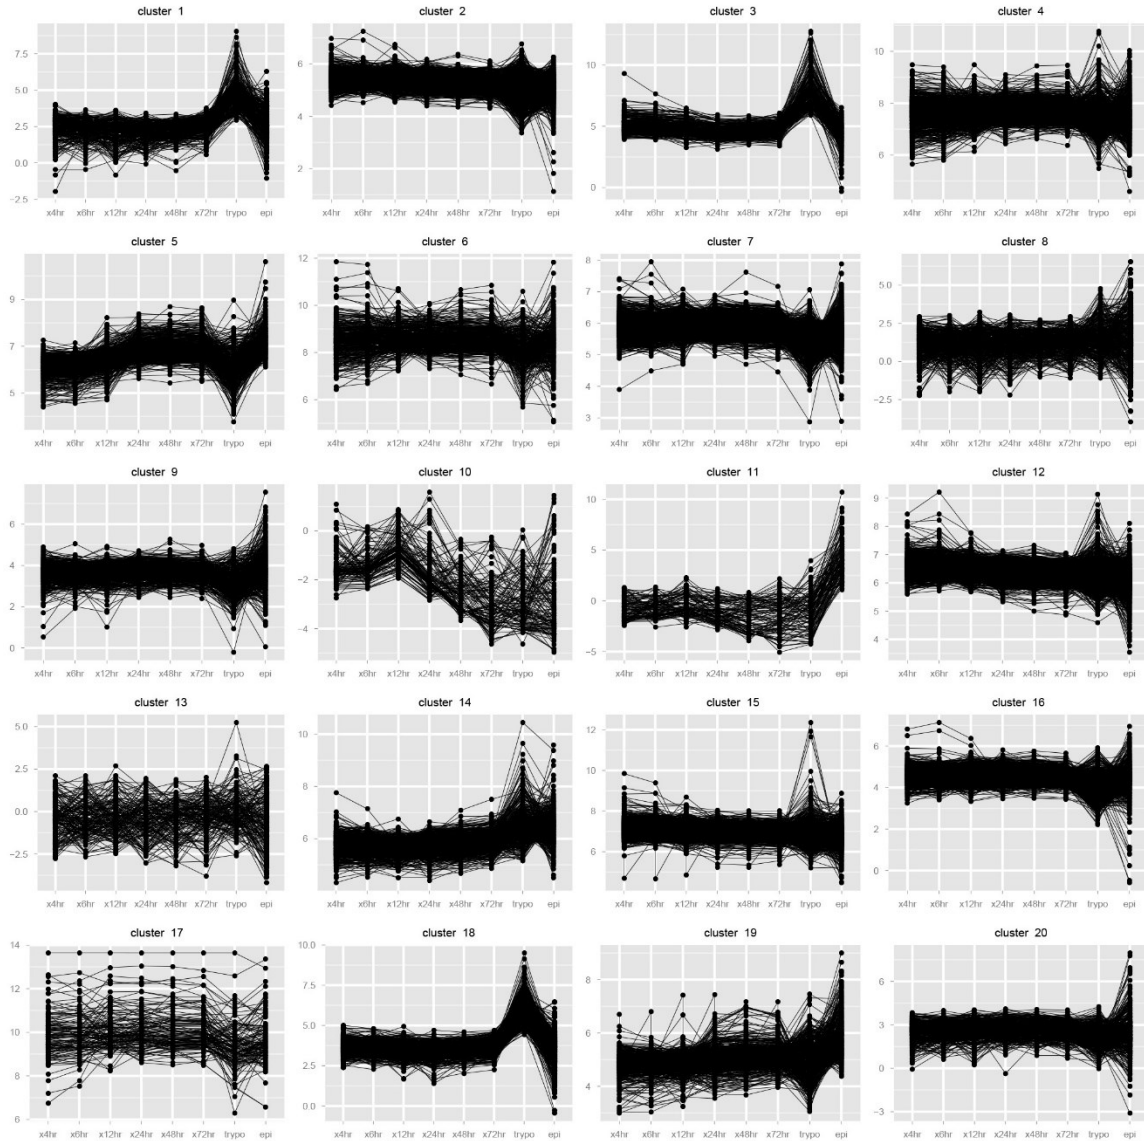 cluster 1
7.5
5.0
2.5
0.0
−2.5
x4hr x6hr x12hr x24hr x48hr x72hr trypo epi
cluster 2
6
4
2
x4hr x6hr x12hr x24hr x48hr x72hr trypo epi
cluster 3
10
5
0
x4hr x6hr x12hr x24hr x48hr x72hr trypo epi
cluster 4
10
8
6
x4hr x6hr x12hr x24hr x48hr x72hr trypo epi
cluster 5
9
7
5
x4hr x6hr x12hr x24hr x48hr x72hr trypo epi
cluster 6
12
10
8
6
x4hr x6hr x12hr x24hr x48hr x72hr trypo epi
cluster 7
8
7
6
5
4
3
x4hr x6hr x12hr x24hr x48hr x72hr trypo epi
cluster 8
5.0
2.5
0.0
−2.5
x4hr x6hr x12hr x24hr x48hr x72hr trypo epi
cluster 9
6
4
2
0
x4hr x6hr x12hr x24hr x48hr x72hr trypo epi
cluster 10
0
−2
−4
x4hr x6hr x12hr x24hr x48hr x72hr trypo epi
cluster 11
10
5
0
−5
x4hr x6hr x12hr x24hr x48hr x72hr trypo epi
cluster 12
9
8
7
6
5
4
x4hr x6hr x12hr x24hr x48hr x72hr trypo epi
cluster 13
5.0
2.5
0.0
−2.5
x4hr x6hr x12hr x24hr x48hr x72hr trypo epi
cluster 14
10
8
6
x4hr x6hr x12hr x24hr x48hr x72hr trypo epi
cluster 15
12
10
8
6
x4hr x6hr x12hr x24hr x48hr x72hr trypo epi
cluster 16
6
4
2
0
x4hr x6hr x12hr x24hr x48hr x72hr trypo epi
cluster 17
14
12
10
8
6
x4hr x6hr x12hr x24hr x48hr x72hr trypo epi
cluster 18
10.0
7.5
5.0
2.5
0.0
x4hr x6hr x12hr x24hr x48hr x72hr trypo epi
cluster 19
8
6
4
x4hr x6hr x12hr x24hr x48hr x72hr trypo epi
cluster 20
6
3
0
−3
x4hr x6hr x12hr x24hr x48hr x72hr trypo epi